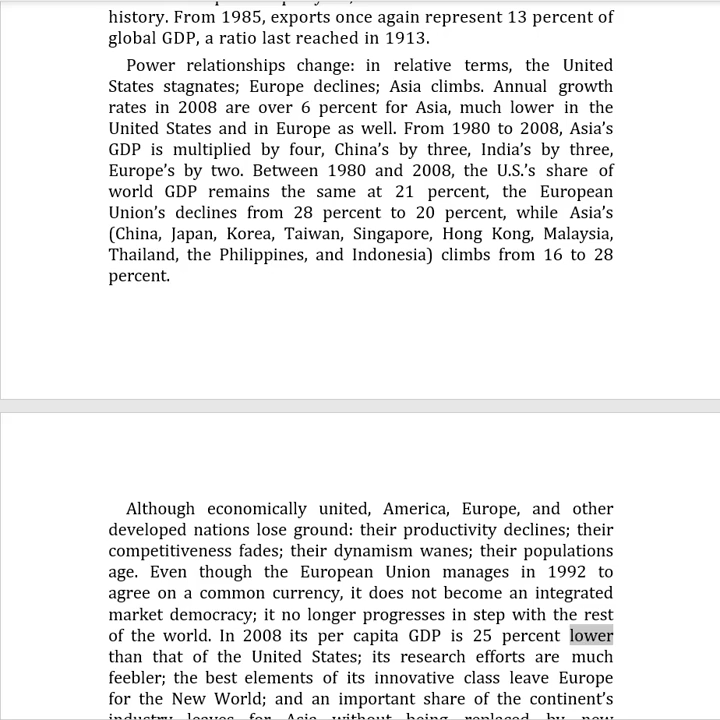 history. From 1985, exports once again represent 13 percent of
global GDP, a ratio last reached in 1913.
Power relationships change: in relative terms, the United
States stagnates; Europe declines; Asia climbs. Annual growth
rates in 2008 are over 6 percent for Asia, much lower in the
United States and in Europe as well. From 1980 to 2008, Asia’s
GDP is multiplied by four, China’s by three, India’s by three,
Europe’s by two. Between 1980 and 2008, the U.S.’s share of
world GDP remains the same at 21 percent, the European
Union’s declines from 28 percent to 20 percent, while Asia’s
(China, Japan, Korea, Taiwan, Singapore, Hong Kong, Malaysia,
Thailand, the Philippines, and Indonesia) climbs from 16 to 28
percent.
Although economically united, America, Europe, and other
developed nations lose ground: their productivity declines; their
competitiveness fades; their dynamism wanes; their populations
age. Even though the European Union manages in 1992 to
agree on a common currency, it does not become an integrated
market democracy; it no longer progresses in step with the rest
of the world. In 2008 its per capita GDP is 25 percent lower
than that of the United States; its research efforts are much
feebler; the best elements of its innovative class leave Europe
for the New World; and an important share of the continent’s
industry leaves for Asia without being replaced by new